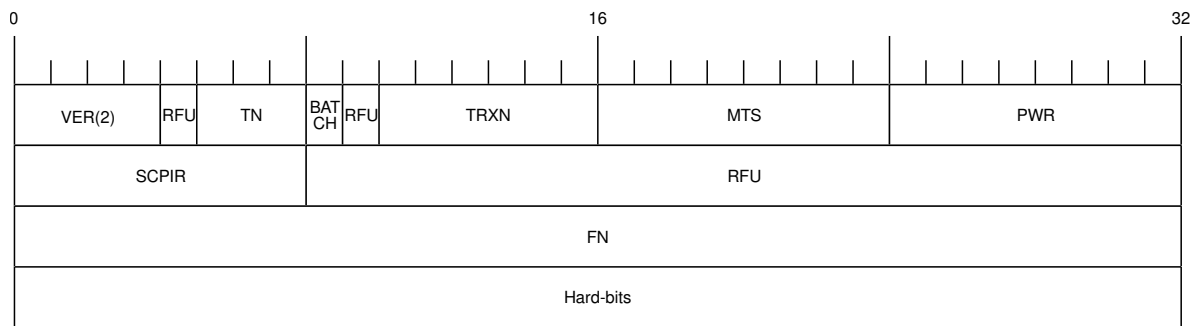 0 16 32
VER(2) RFU TN BAT CH RFU TRXN MTS PWR
SCPIR RFU
FN
Hard-bits